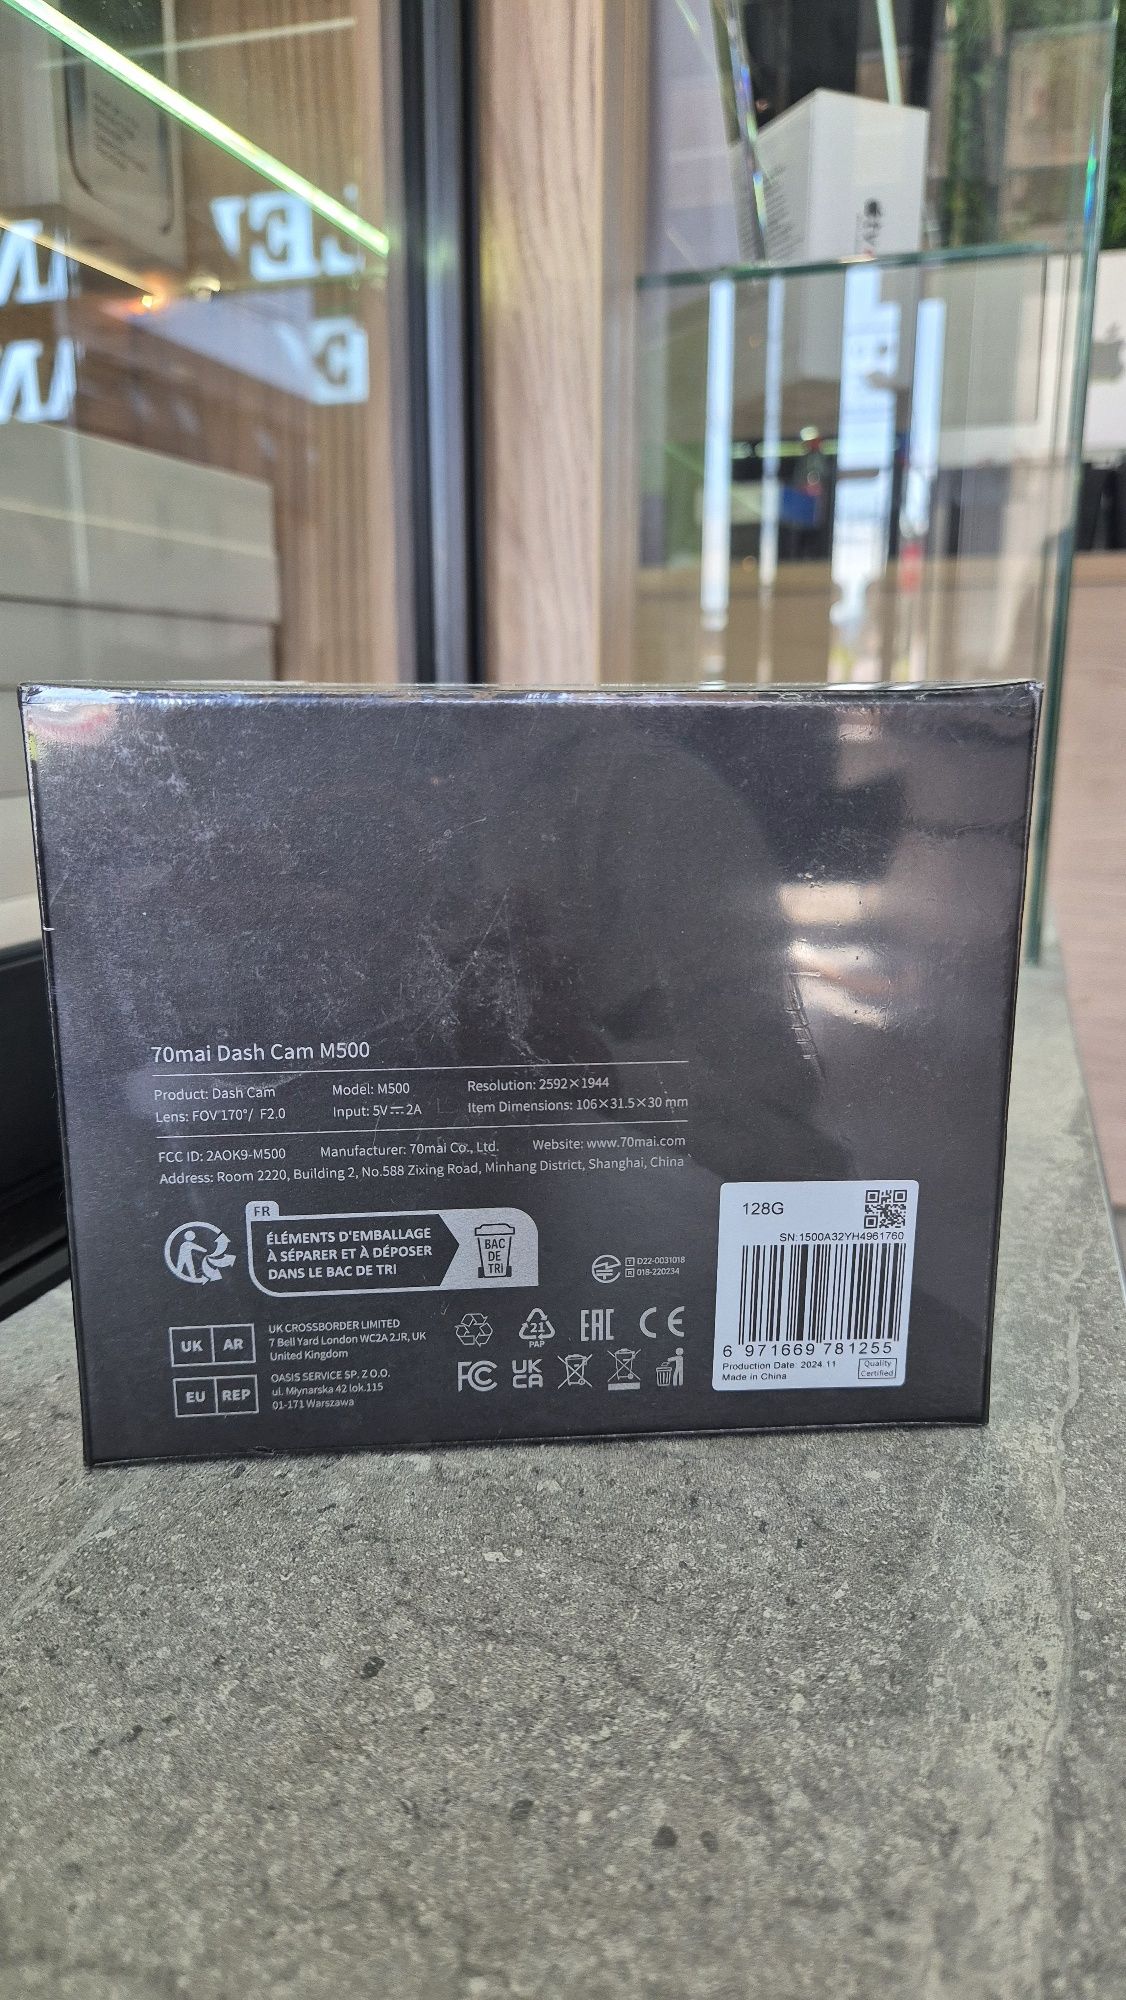 70mai Dash Cam M500
Product: Dash Cam Model: M500 Resolution: 2592×1944
Lens: FOV 170°/ F2.0 Input: 5V⎓2A Item Dimensions: 106×31.5×30 mm
FCC ID: 2AOK9-M500 Manufacturer: 70mai Co., Ltd. Website: www.70mai.com
Address: Room 2220, Building 2, No.588 Zixing Road, Minhang District, Shanghai, China
FR
ÉLÉMENTS D'EMBALLAGE
À SÉPARER ET À DÉPOSER
DANS LE BAC DE TRI
BAC
DE
TRI
T D22-0031018
R 018-220234
UK AR
UK CROSSBORDER LIMITED
7 Bell Yard London WC2A 2JR, UK
United Kingdom
EU REP
OASIS SERVICE SP. Z O.O.
ul. Młynarska 42 lok.115
01-171 Warszawa
21
PAP
EAC
CE
FC
UK
CA
128G
SN:1500A32YH4961760
6 971669 781255
Production Date: 2024.11
Made in China
Quality
Certified